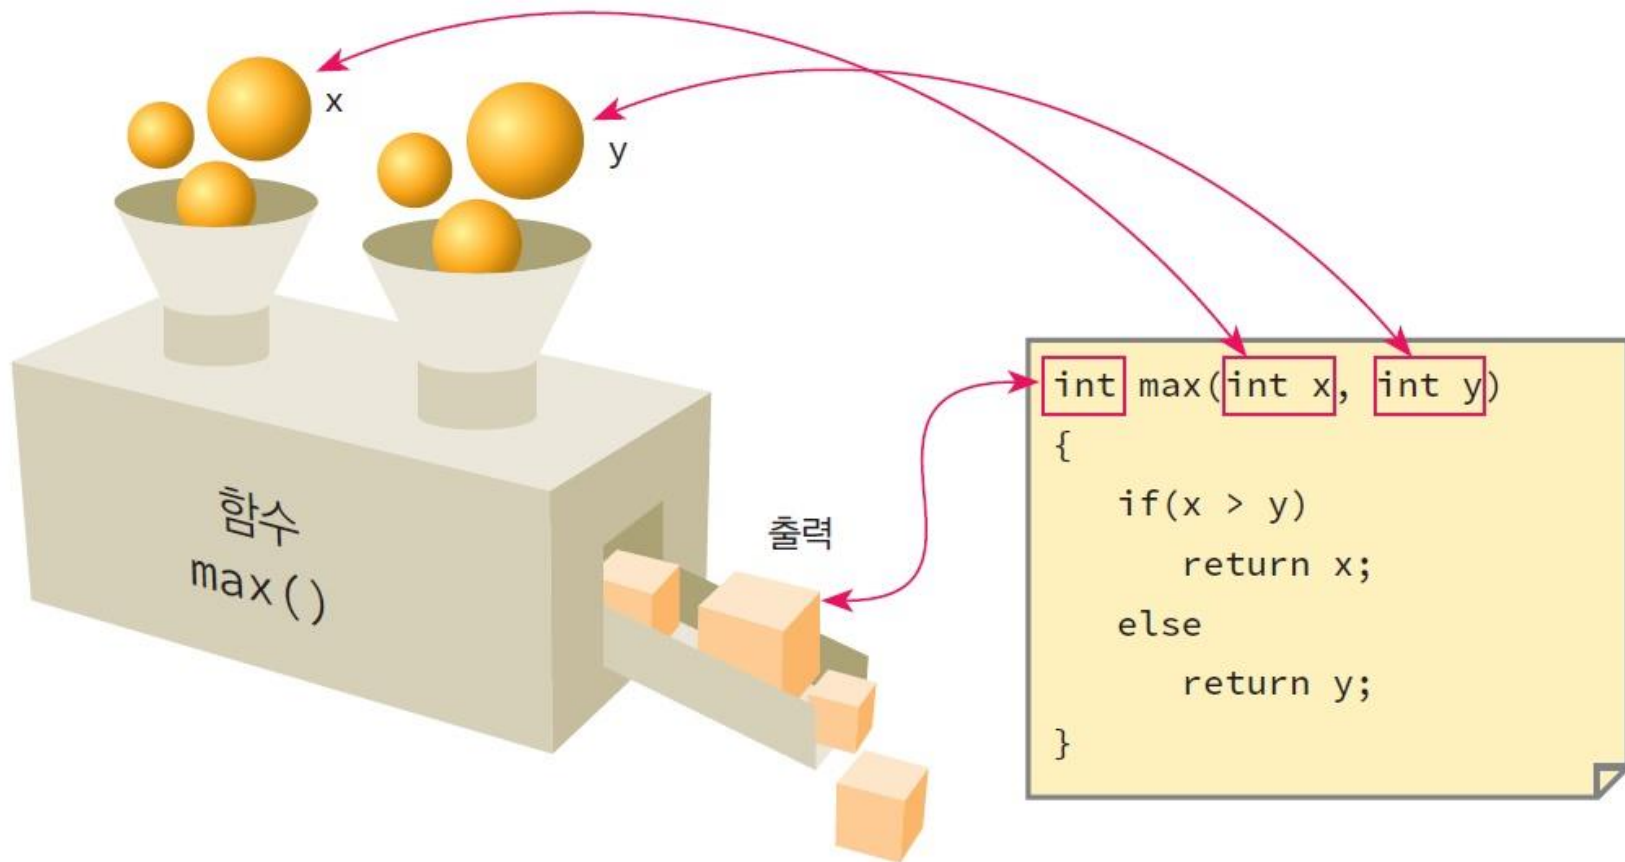 x
y
함수
max()
출력
int max(int x, int y)
{
if(x > y)
return x;
else
return y;
}